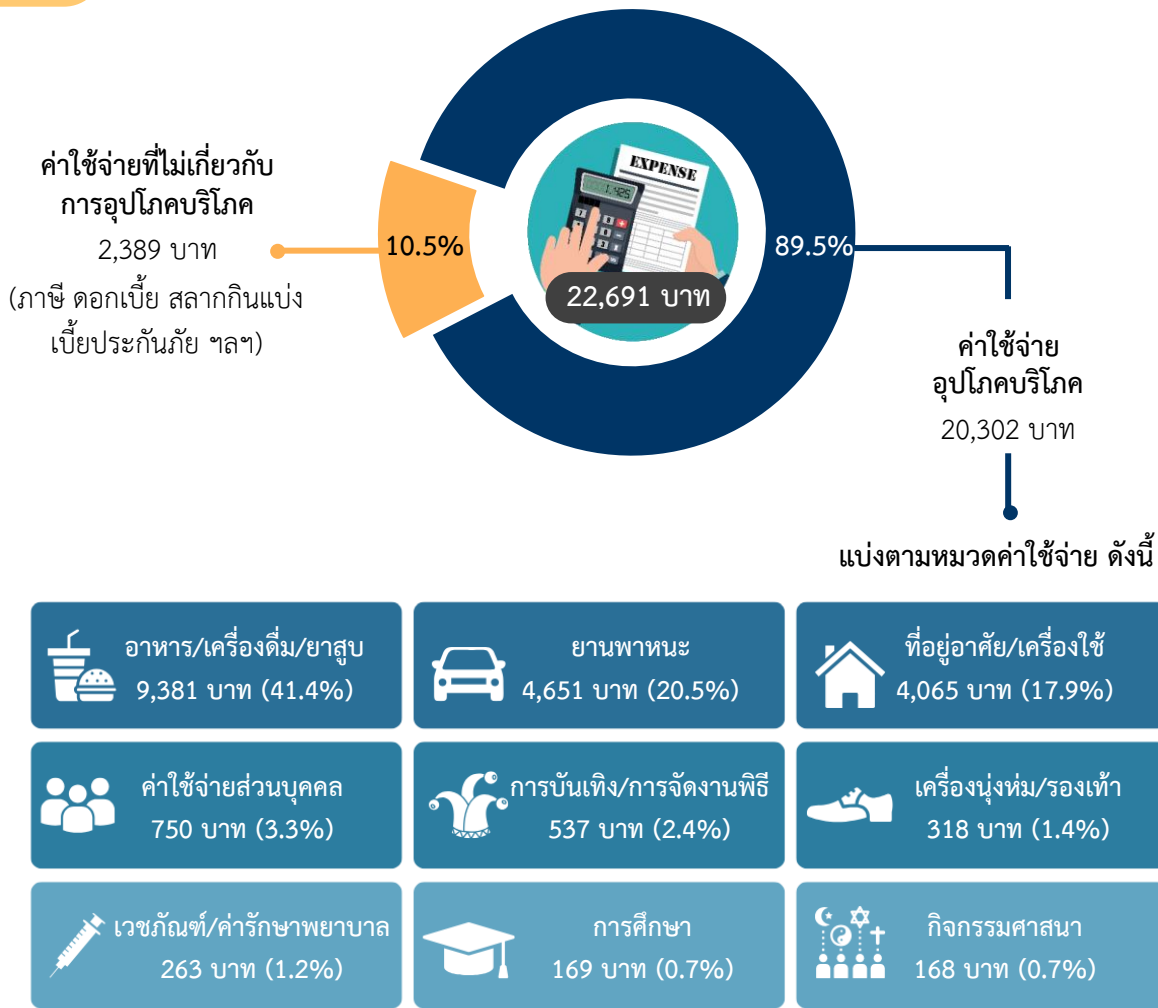 EXPENSE
1,425
ค่าใช้จ่ายที่ไม่เกี่ยวกับ
การอุปโภคบริโภค
2,389 บาท
(ภาษี ดอกเบี้ย สลากกินแบ่ง
เบี้ยประกันภัย ฯลฯ)
10.5%
22,691 บาท
89.5%
ค่าใช้จ่าย
อุปโภคบริโภค
20,302 บาท
แบ่งตามหมวดค่าใช้จ่าย ดังนี้
อาหาร/เครื่องดื่ม/ยาสูบ
9,381 บาท (41.4%)
ยานพาหนะ
4,651 บาท (20.5%)
ที่อยู่อาศัย/เครื่องใช้
4,065 บาท (17.9%)
ค่าใช้จ่ายส่วนบุคคล
750 บาท (3.3%)
การบันเทิง/การจัดงานพิธี
537 บาท (2.4%)
เครื่องนุ่งห่ม/รองเท้า
318 บาท (1.4%)
เวชภัณฑ์/ค่ารักษาพยาบาล
263 บาท (1.2%)
การศึกษา
169 บาท (0.7%)
กิจกรรมศาสนา
168 บาท (0.7%)